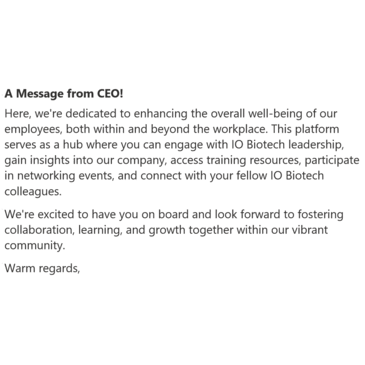 A Message from CEO!
Here, we're dedicated to enhancing the overall well-being of our
employees, both within and beyond the workplace. This platform
serves as a hub where you can engage with IO Biotech leadership,
gain insights into our company, access training resources, participate
in networking events, and connect with your fellow IO Biotech
colleagues.
We're excited to have you on board and look forward to fostering
collaboration, learning, and growth together within our vibrant
community.
Warm regards,